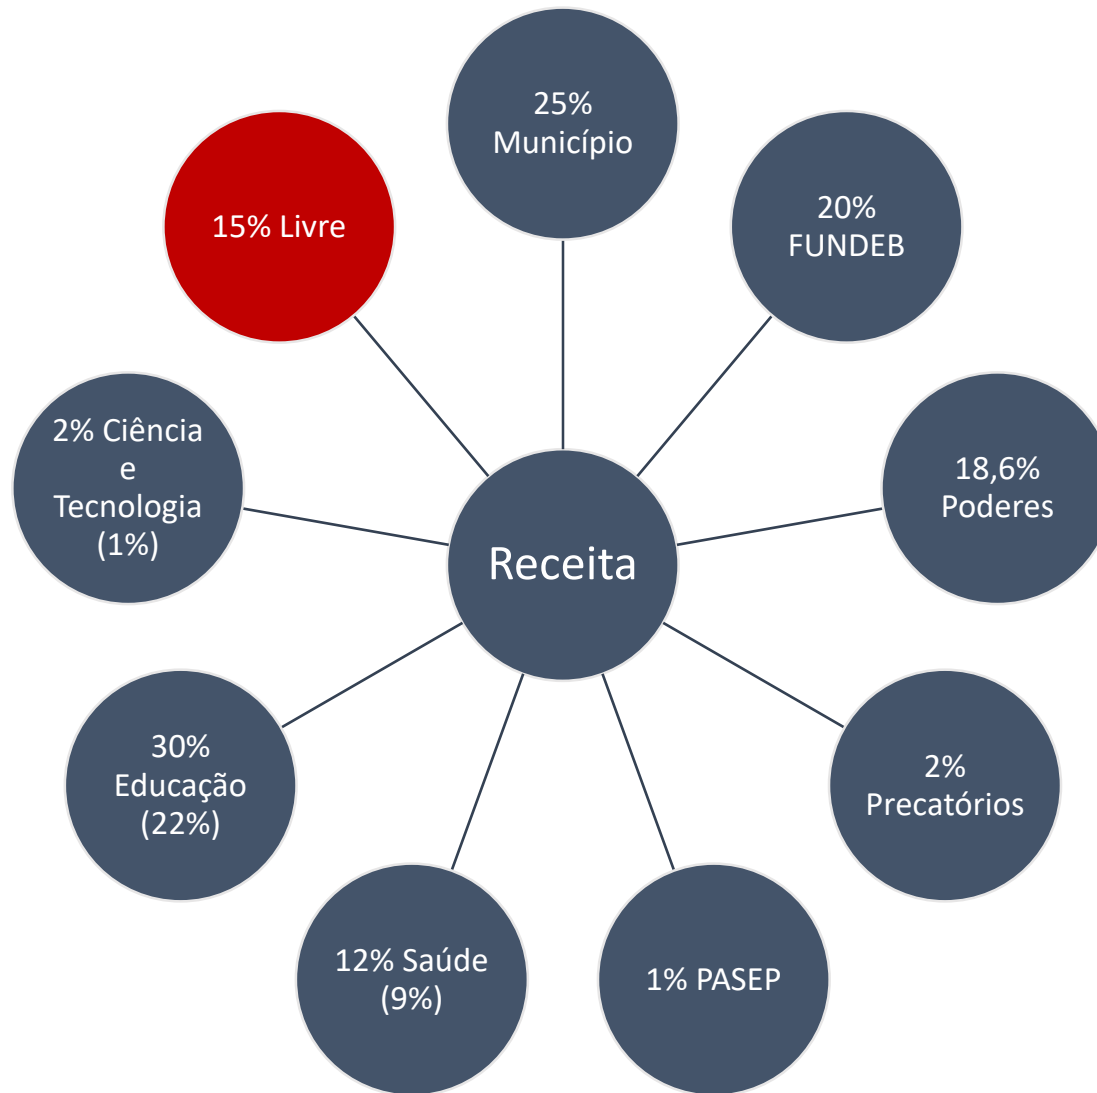 25%
Município
20%
FUNDEB
18,6%
Poderes
2%
Precatórios
1% PASEP
12% Saúde
(9%)
30%
Educação
(22%)
2% Ciência
e
Tecnologia
(1%)
15% Livre
Receita